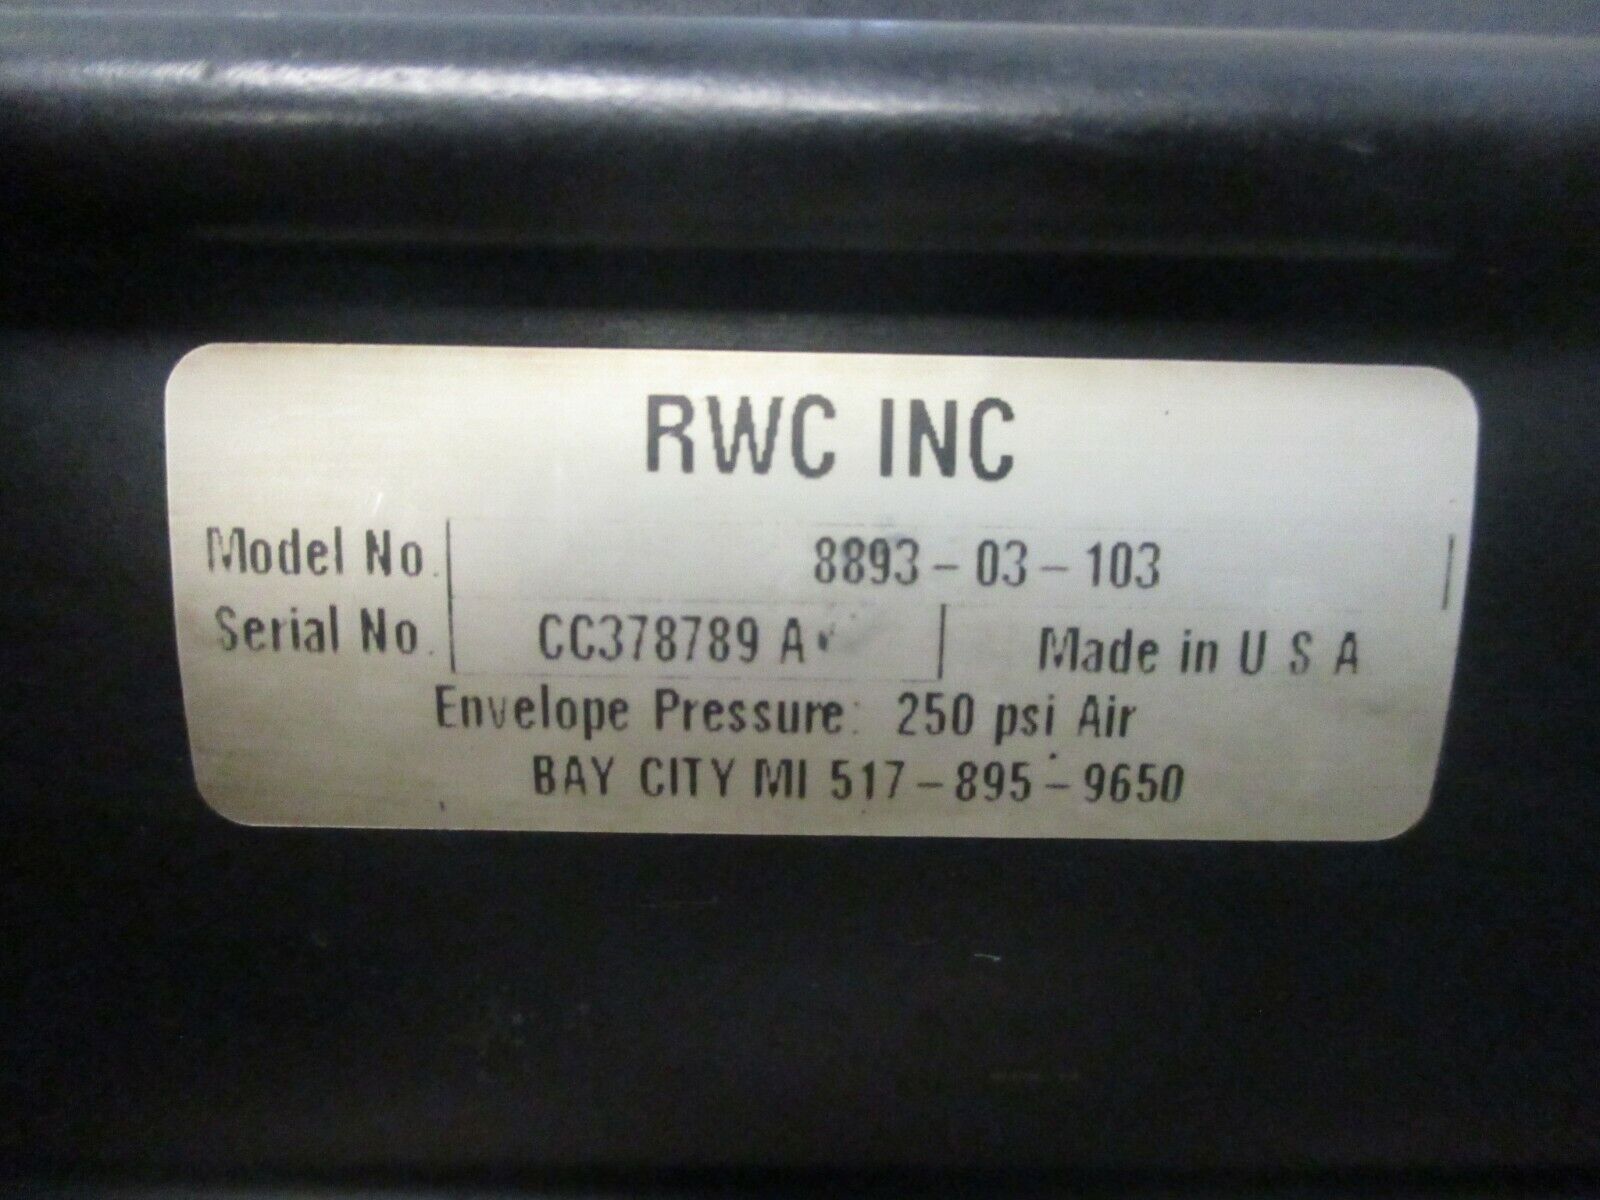 RWC INC
Model No. 8893-03-103
Serial No. CC378789 A Made in U S A
Envelope Pressure: 250 psi Air
BAY CITY MI 517-895-9650